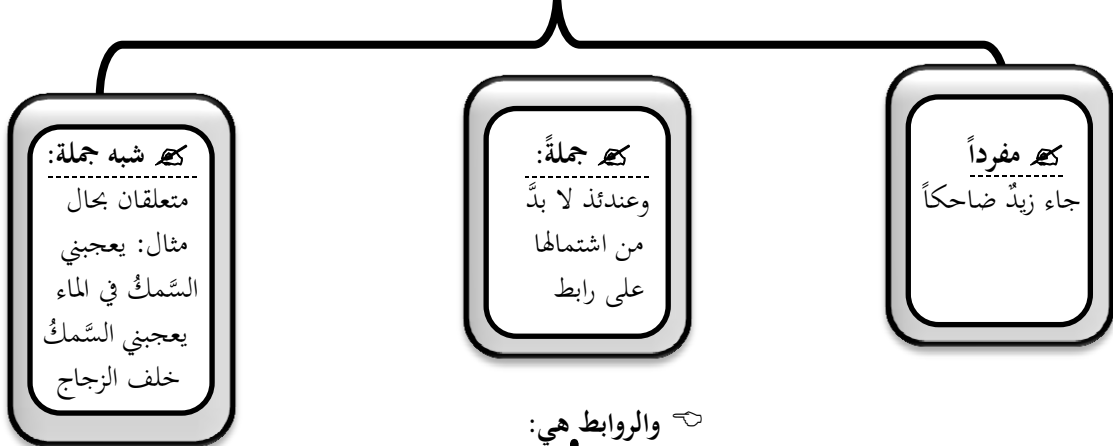 مفرداً
جاء زيدٌ ضاحكاً
جملةً:
وعندئذ لا بدَّ
من اشتمالها
على رابط
شبه جملة:
متعلقان بحال
مثال: يعجبني
السَّمكُ في الماء
يعجبني السَّمكُ
خلف الزجاج
والروابط هي: